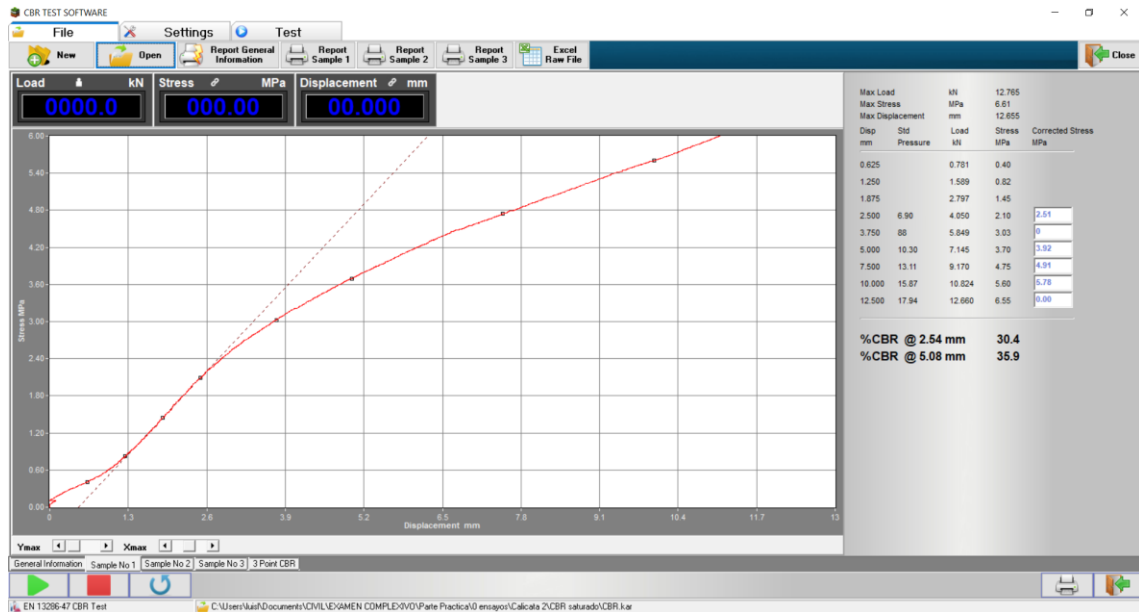 CBR TEST SOFTWARE
File Settings Test
New Open Report General Information Report Sample 1 Report Sample 2 Report Sample 3 Excel Raw File Close
Load kN Stress MPa Displacement mm
0000.0 000.00 00.000
Max Load kN 12.765
Max Stress MPa 6.61
Max Displacement mm 12.655
Disp Std Load Stress Corrected Stress
mm Pressure kN MPa MPa
0.625 0.781 0.40
1.250 1.589 0.82
1.875 2.797 1.45
2.500 6.90 4.050 2.10 2.51
3.750 88 5.849 3.03 0
5.000 10.30 7.145 3.70 3.92
7.500 13.11 9.170 4.75 4.91
10.000 15.87 10.824 5.60 5.78
12.500 17.94 12.660 6.55 0.00
%CBR @ 2.54 mm 30.4
%CBR @ 5.08 mm 35.9
6.00
5.40
4.80
4.20
3.60
3.00
2.40
1.80
1.20
0.60
0.00
Stress MPa
0 1.3 2.6 3.9 5.2 6.5 7.8 9.1 10.4 11.7 13
Displacement mm
Ymax Xmax
General Information Sample No 1 Sample No 2 Sample No 3 3 Point CBR
EN 13286-47 CBR Test C:\Users\luis\Documents\CIVIL\EXAMEN COMPLEXIVO\Parte Practica\0 ensayos\Calicata 2\CBR saturado\CBR.kar